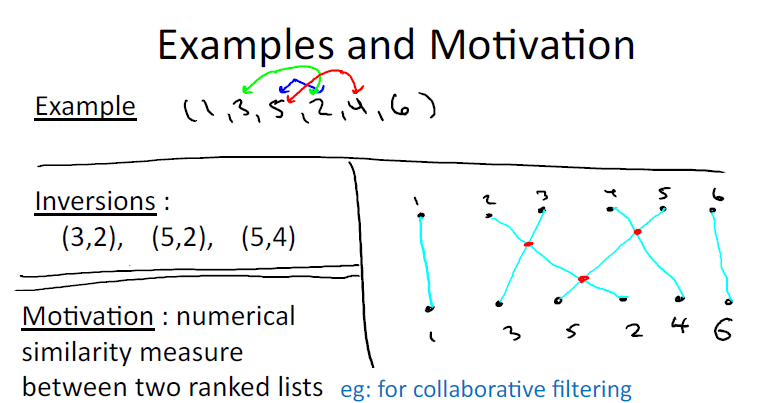 Examples and Motivation
Example (1,3,5,2,4,6)
Inversions :
(3,2), (5,2), (5,4)
1 2 3 4 5 6
1 3 5 2 4 6
Motivation : numerical
similarity measure
between two ranked lists eg: for collaborative filtering